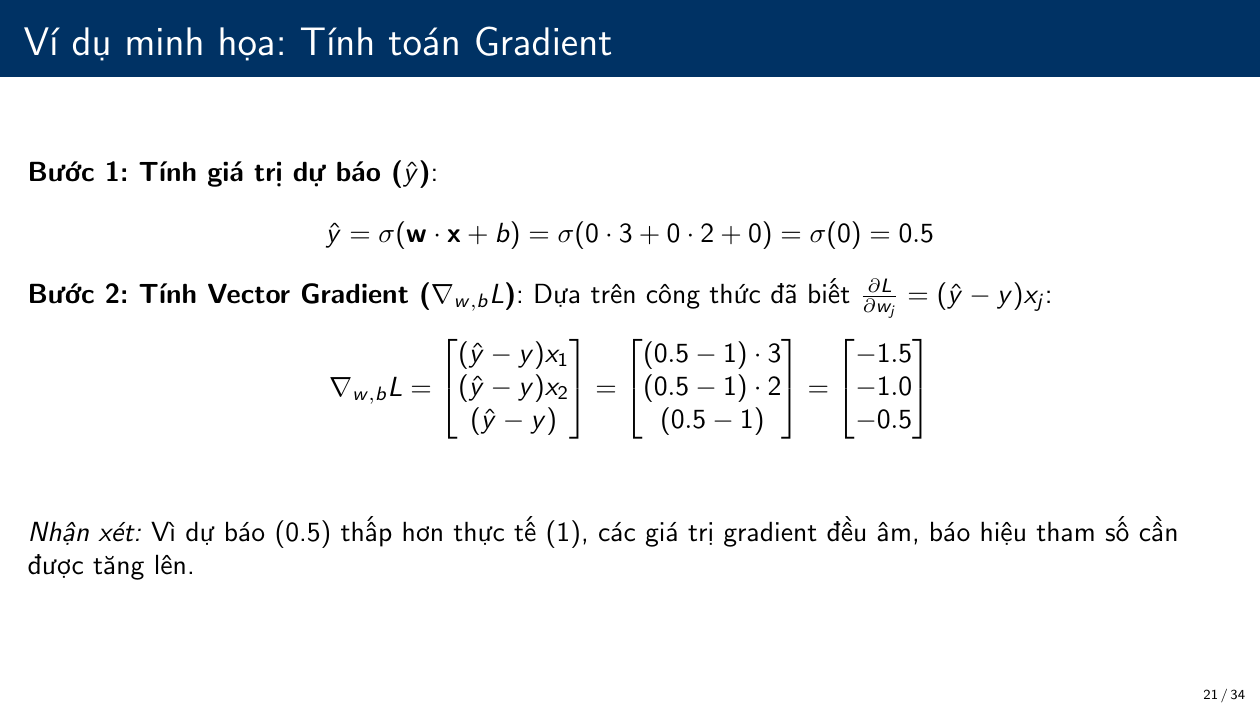 Ví dụ minh họa: Tính toán Gradient
Bước 1: Tính giá trị dự báo (ŷ):
ŷ = σ(w · x + b) = σ(0 · 3 + 0 · 2 + 0) = σ(0) = 0.5
Bước 2: Tính Vector Gradient (∇w,bL): Dựa trên công thức đã biết ∂L/∂wj = (ŷ − y)xj:
∇w,bL = [(ŷ − y)x1; (ŷ − y)x2; (ŷ − y)] = [(0.5 − 1) · 3; (0.5 − 1) · 2; (0.5 − 1)] = [−1.5; −1.0; −0.5]
Nhận xét: Vì dự báo (0.5) thấp hơn thực tế (1), các giá trị gradient đều âm, báo hiệu tham số cần
được tăng lên.
21 / 34